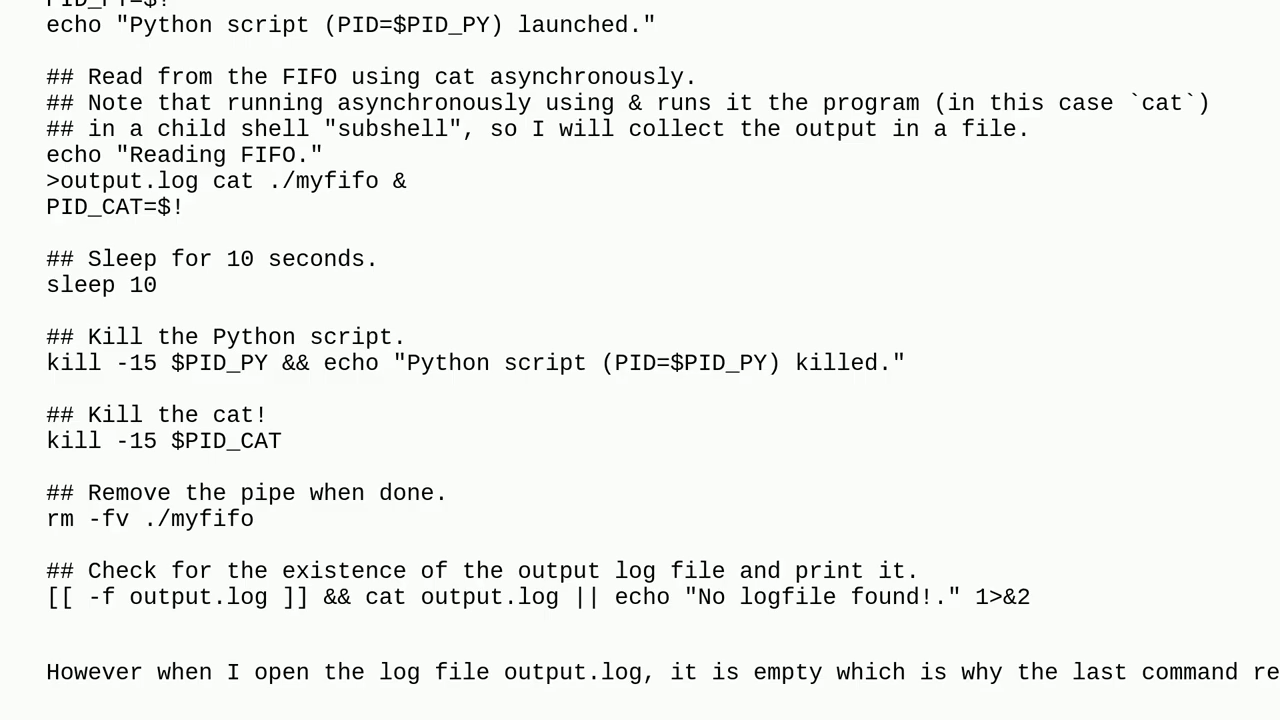 echo "Python script (PID=$PID_PY) launched."
## Read from the FIFO using cat asynchronously.
## Note that running asynchronously using & runs it the program (in this case `cat`)
## in a child shell "subshell", so I will collect the output in a file.
echo "Reading FIFO."
>output.log cat ./myfifo &
PID_CAT=$!
## Sleep for 10 seconds.
sleep 10
## Kill the Python script.
kill -15 $PID_PY && echo "Python script (PID=$PID_PY) killed."
## Kill the cat!
kill -15 $PID_CAT
## Remove the pipe when done.
rm -fv ./myfifo
## Check for the existence of the output log file and print it.
[[ -f output.log ]] && cat output.log || echo "No logfile found!." 1>&2
However when I open the log file output.log, it is empty which is why the last command re